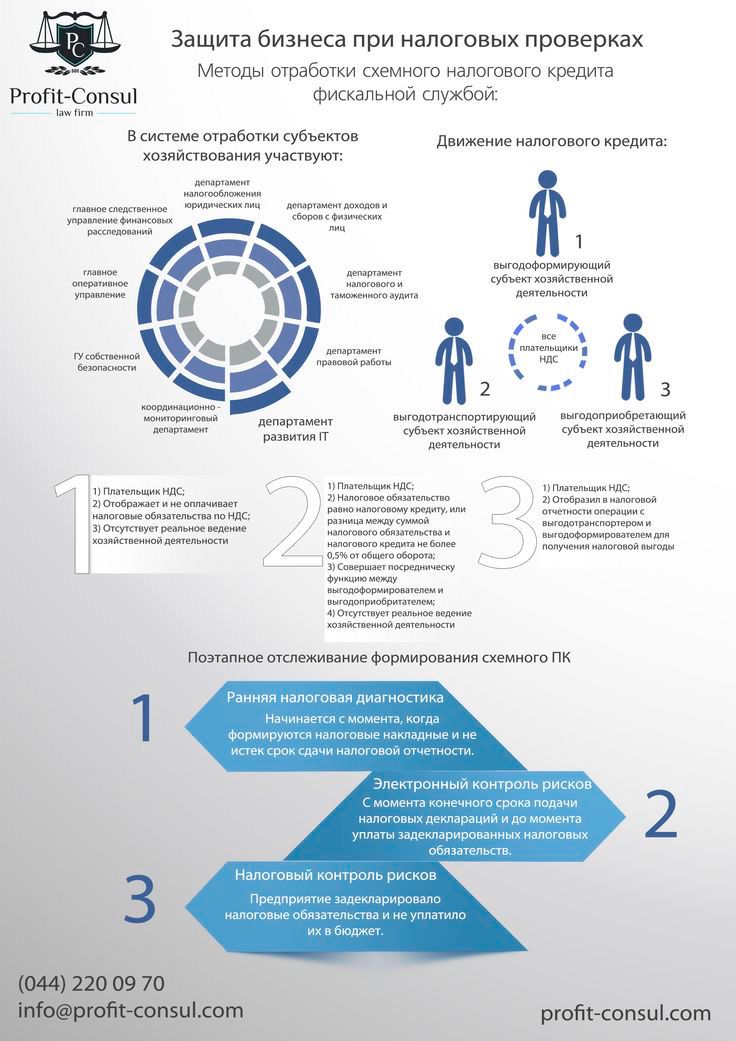 PC
Profit-Consul
law firm
Защита бизнеса при налоговых проверках
Методы отработки схемного налогового кредита
фискальной службой:
В системе отработки субъектов
хозяйствования участвуют:
департамент
налогообложения
юридических лиц
департамент доходов и
сборов с физических
лиц
департамент
налогового и
таможенного аудита
департамент
правовой работы
департамент
развития IT
координационно -
мониторинговый
департамент
ГУ собственной
безопасности
главное
оперативное
управление
главное следственное
управление финансовых
расследований
Движение налогового кредита:
1
выгодоформирующий
субъект хозяйственной
деятельности
все
плательщики
НДС
2
выгодотранспортирующий
субъект хозяйственной
деятельности
3
выгодоприобретающий
субъект хозяйственной
деятельности
1
1) Плательщик НДС;
2) Отображает и не оплачивает
налоговые обязательства по НДС;
3) Отсутствует реальное ведение
хозяйственной деятельности
2
1) Плательщик НДС;
2) Налоговое обязательство
равно налоговому кредиту, или
разница между суммой
налогового обязательства и
налогового кредита не более
0,5% от общего оборота;
3) Совершает посредническу
функцию между
выгодоформирователем и
выгодоприобритателем;
4) Отсутствует реальное ведение
хозяйственной деятельности
3
1) Плательщик НДС;
2) Отобразил в налоговой
отчетности операции с
выгодотранспортером и
выгодоформирователем для
получения налоговой выгоды
Поэтапное отслеживание формирования схемного ПК
1
Ранняя налоговая диагностика
Начинается с момента, когда
формируются налоговые накладные и не
истек срок сдачи налоговой отчетности.
2
Электронный контроль рисков
С момента конечного срока подачи
налоговых деклараций и до момента
уплаты задекларированных налоговых
обязательств.
3
Налоговый контроль рисков
Предприятие задекларировало
налоговые обязательства и не уплатило
их в бюджет.
(044) 220 09 70
info@profit-consul.com
profit-consul.com